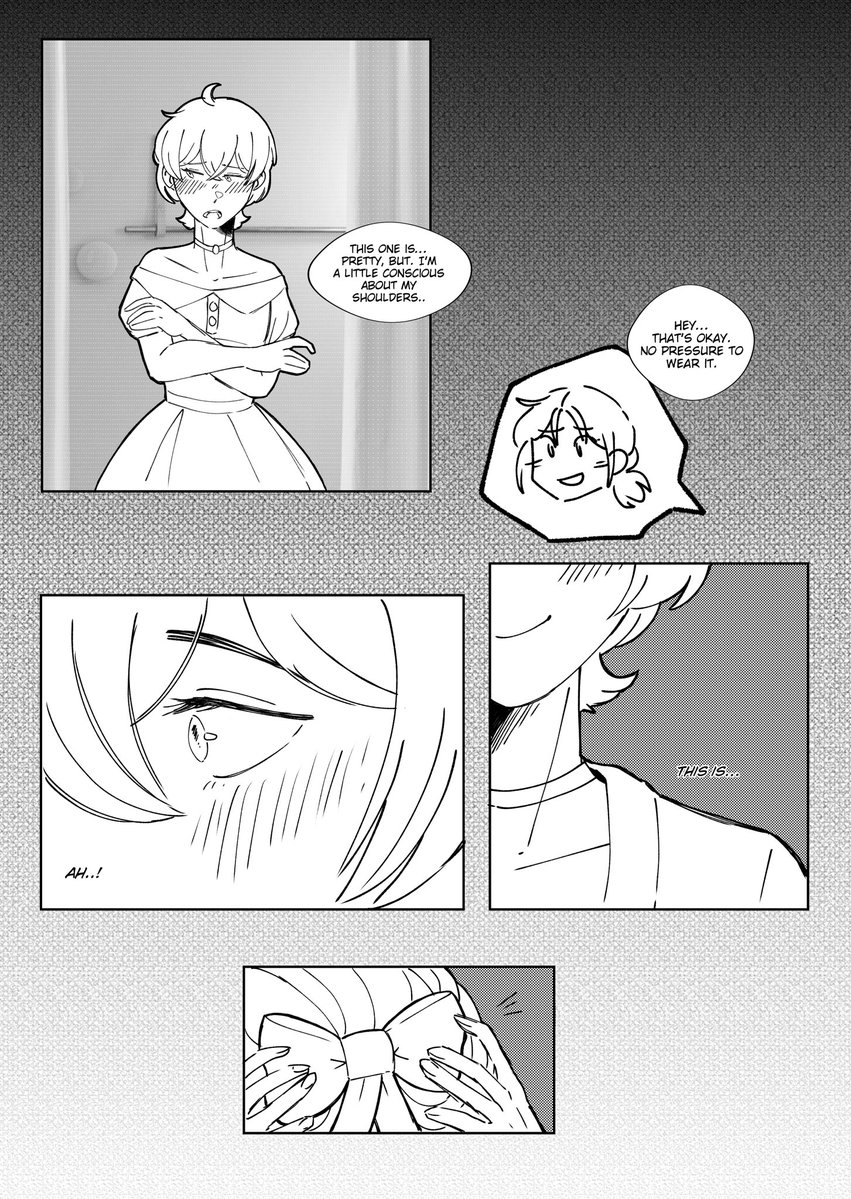 THIS ONE IS...
PRETTY, BUT. I'M
A LITTLE CONSCIOUS
ABOUT MY
SHOULDERS..
HEY...
THAT'S OKAY.
NO PRESSURE TO
WEAR IT.
AH..!
THIS IS...